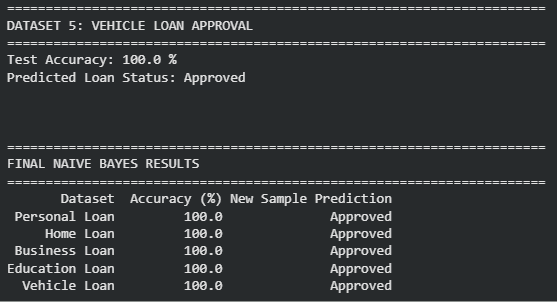 ======================================================================
DATASET 5: VEHICLE LOAN APPROVAL
======================================================================
Test Accuracy: 100.0 %
Predicted Loan Status: Approved
======================================================================
FINAL NAIVE BAYES RESULTS
======================================================================
Dataset  Accuracy (%) New Sample Prediction
Personal Loan         100.0              Approved
Home Loan         100.0              Approved
Business Loan         100.0              Approved
Education Loan         100.0              Approved
Vehicle Loan         100.0              Approved